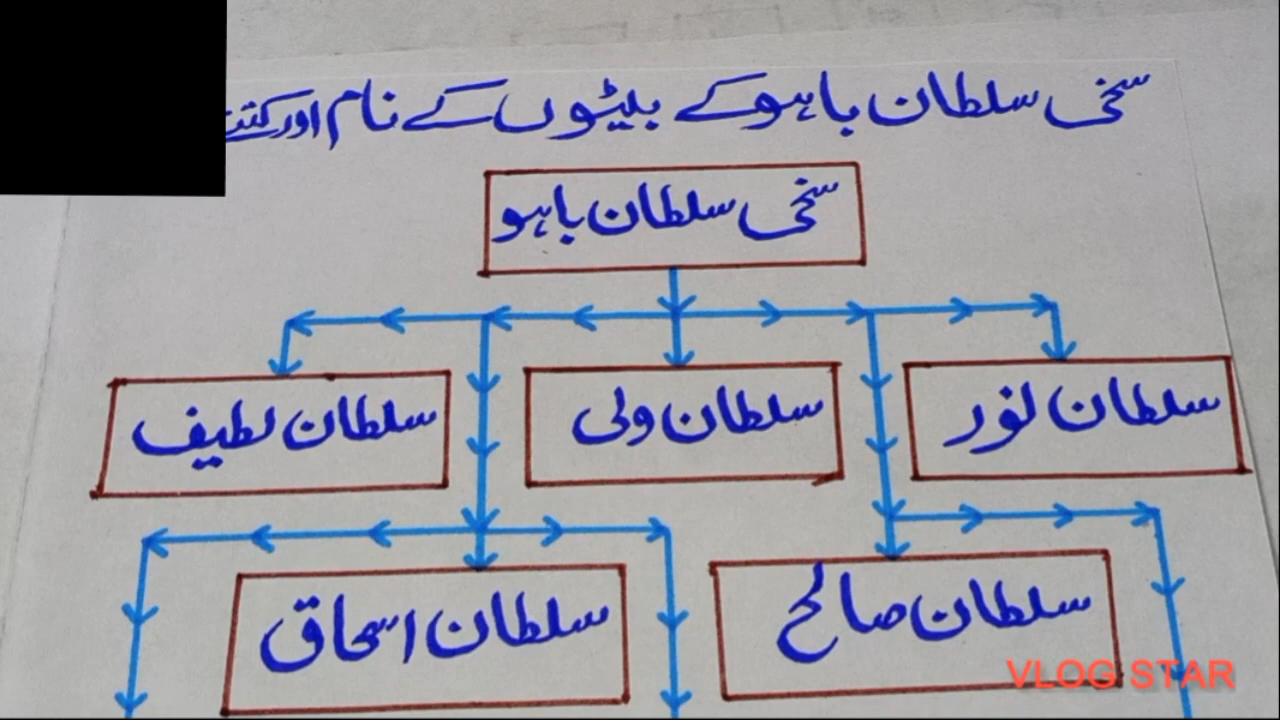 سخی سلطان باہو کے بیٹوں کے نام اور کتنے
سخی سلطان باہو
سلطان نور
سلطان ولی
سلطان لطیف
سلطان صالح
سلطان اسحاق
VLOG STAR